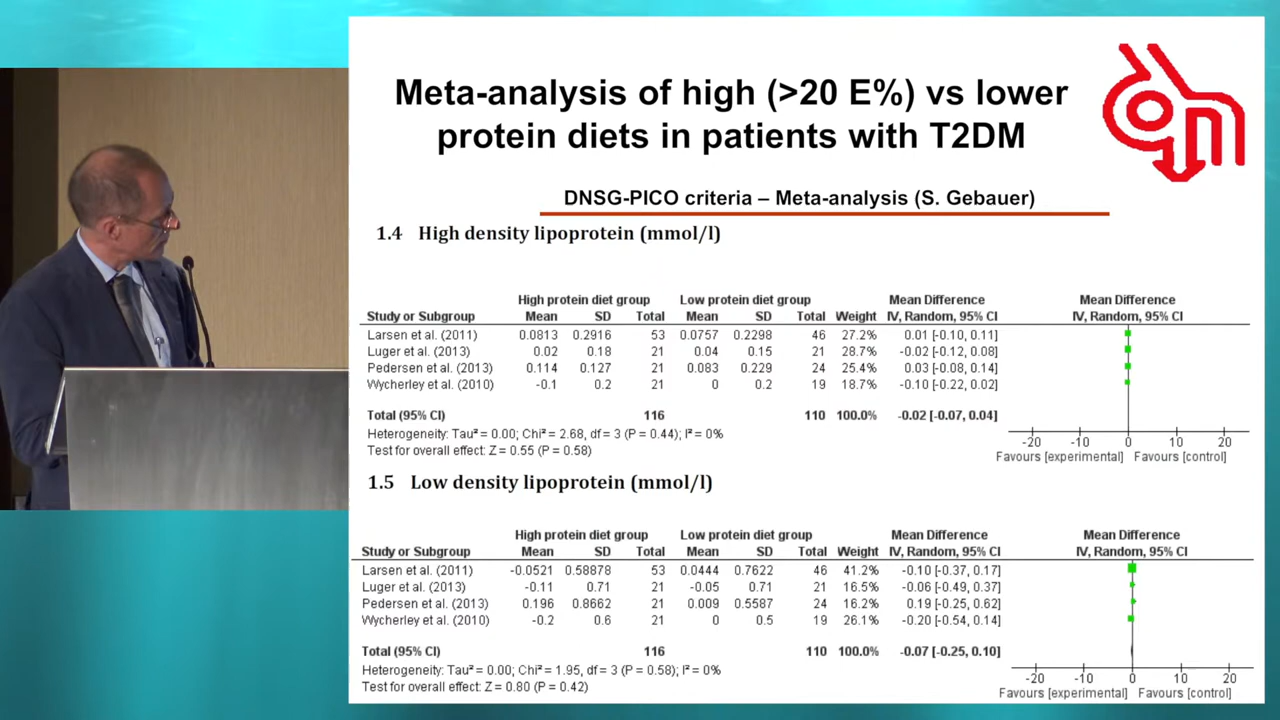 Meta-analysis of high (>20 E%) vs lower
protein diets in patients with T2DM
DNSG-PICO criteria – Meta-analysis (S. Gebauer)
1.4 High density lipoprotein (mmol/l)
High protein diet group Low protein diet group Mean Difference Mean Difference
Study or Subgroup Mean SD Total Mean SD Total Weight IV, Random, 95% CI IV, Random, 95% CI
Larsen et al. (2011) 0.0813 0.2916 53 0.0757 0.2298 46 27.2% 0.01 [-0.10, 0.11]
Luger et al. (2013) 0.02 0.18 21 0.04 0.15 21 28.7% -0.02 [-0.12, 0.08]
Pedersen et al. (2013) 0.114 0.127 21 0.083 0.229 24 25.4% 0.03 [-0.08, 0.14]
Wycherley et al. (2010) -0.1 0.2 21 0 0.2 19 18.7% -0.10 [-0.22, 0.02]
Total (95% CI) 116 110 100.0% -0.02 [-0.07, 0.04]
Heterogeneity: Tau² = 0.00; Chi² = 2.68, df = 3 (P = 0.44); I² = 0%
Test for overall effect: Z = 0.55 (P = 0.58)
-20 -10 0 10 20
Favours [experimental] Favours [control]
1.5 Low density lipoprotein (mmol/l)
High protein diet group Low protein diet group Mean Difference Mean Difference
Study or Subgroup Mean SD Total Mean SD Total Weight IV, Random, 95% CI IV, Random, 95% CI
Larsen et al. (2011) -0.0521 0.58878 53 0.0444 0.7622 46 41.2% -0.10 [-0.37, 0.17]
Luger et al. (2013) -0.11 0.71 21 -0.05 0.71 21 16.5% -0.06 [-0.49, 0.37]
Pedersen et al. (2013) 0.196 0.8662 21 0.009 0.5587 24 16.2% 0.19 [-0.25, 0.62]
Wycherley et al. (2010) -0.2 0.6 21 0 0.5 19 26.1% -0.20 [-0.54, 0.14]
Total (95% CI) 116 110 100.0% -0.07 [-0.25, 0.10]
Heterogeneity: Tau² = 0.00; Chi² = 1.95, df = 3 (P = 0.58); I² = 0%
Test for overall effect: Z = 0.80 (P = 0.42)
-20 -10 0 10 20
Favours [experimental] Favours [control]